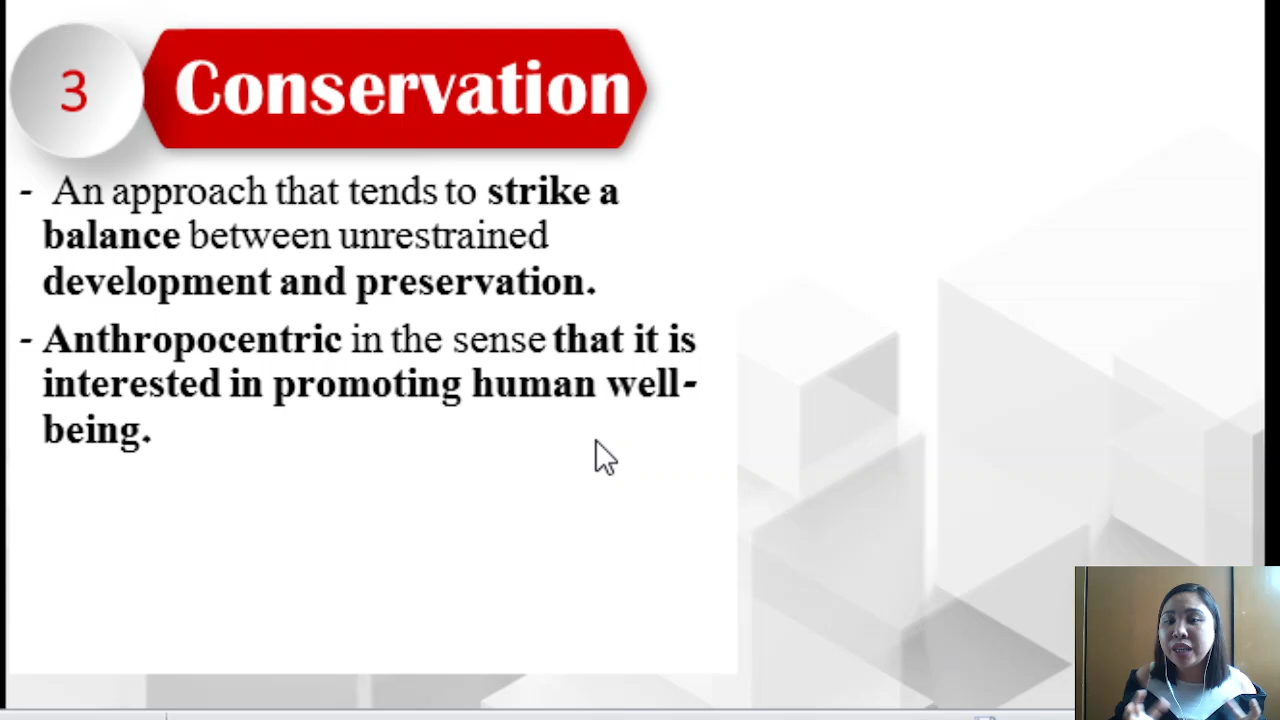 3
Conservation
- An approach that tends to strike a
balance between unrestrained
development and preservation.
- Anthropocentric in the sense that it is
interested in promoting human well-
being.